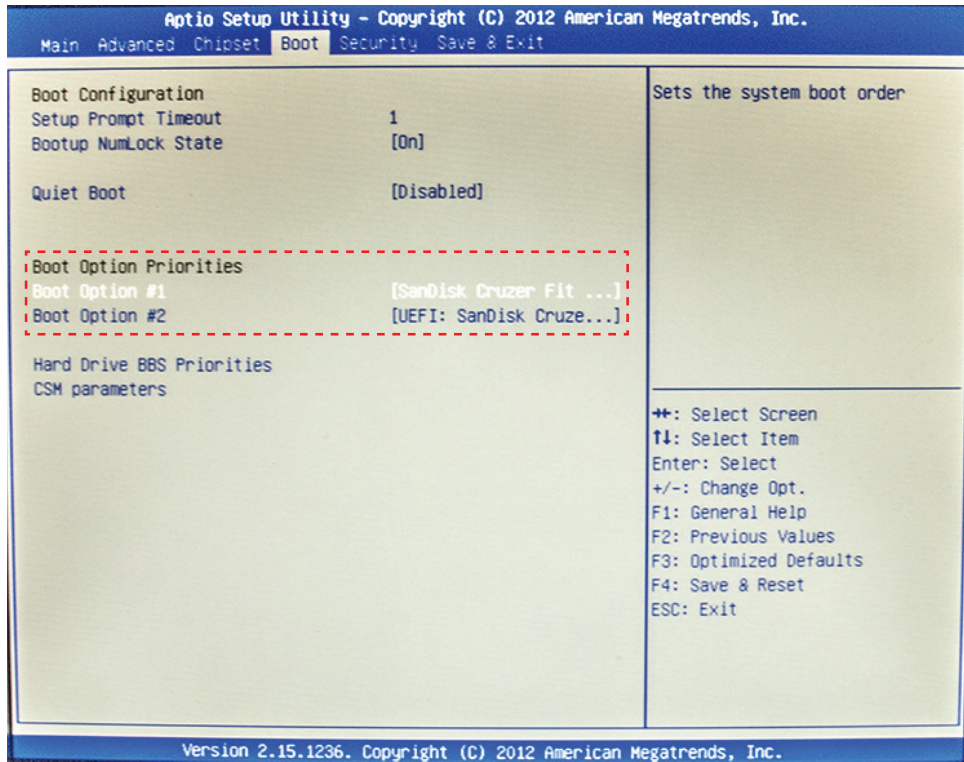 Aptio Setup Utility - Copyright (C) 2012 American Megatrends, Inc.
Main Advanced Chipset Boot Security Save & Exit
Boot Configuration
Setup Prompt Timeout 1
Bootup NumLock State [On]
Quiet Boot [Disabled]
Boot Option Priorities
Boot Option #1 [SanDisk Cruzer Fit ...]
Boot Option #2 [UEFI: SanDisk Cruze...]
Hard Drive BBS Priorities
CSM parameters
Sets the system boot order
→←: Select Screen
↑↓: Select Item
Enter: Select
+/-: Change Opt.
F1: General Help
F2: Previous Values
F3: Optimized Defaults
F4: Save & Reset
ESC: Exit
Version 2.15.1236. Copyright (C) 2012 American Megatrends, Inc.